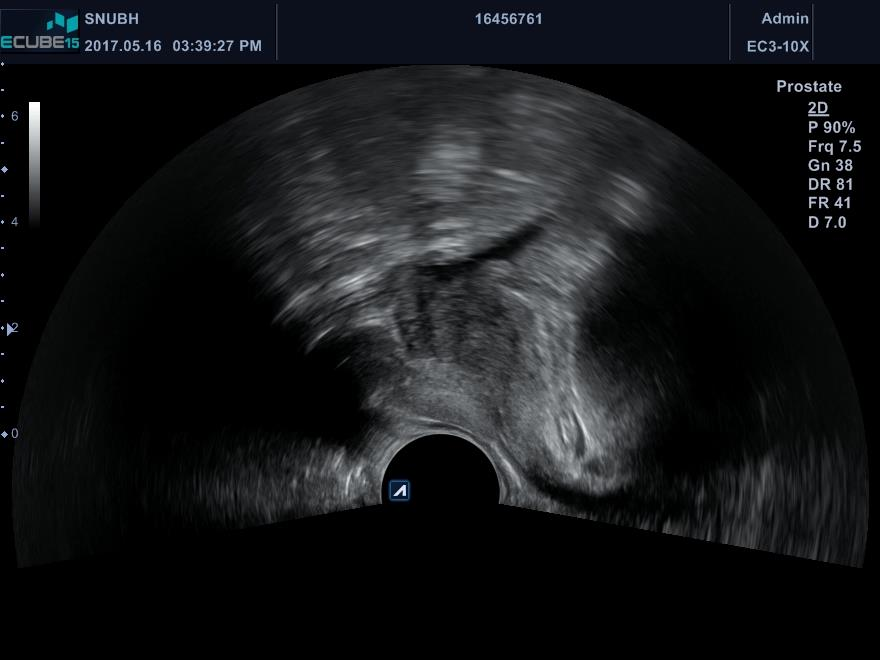 SNUBH
16456761
Admin
ECUBE15
2017.05.16 03:39:27 PM
EC3-10X
Prostate
2D
P 90%
Frq 7.5
Gn 38
DR 81
FR 41
D 7.0
6
4
2
0